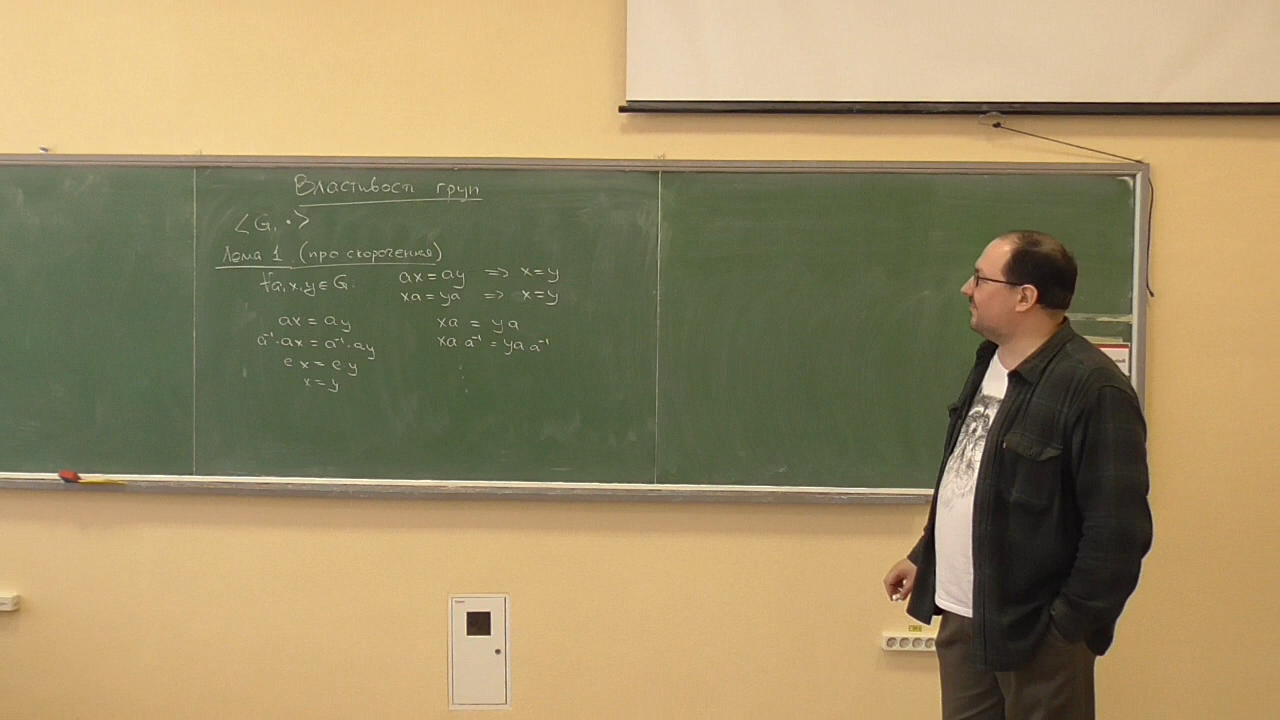 Властивості груп
<G, ·>
Лема 1 (про скорочення)
∀a,x,y∈G: ax=ay => x=y
xa=ya => x=y
ax = ay
a⁻¹·ax = a⁻¹·ay
ex = ey
x=y
xa = ya
xa a⁻¹ = ya a⁻¹
⋮